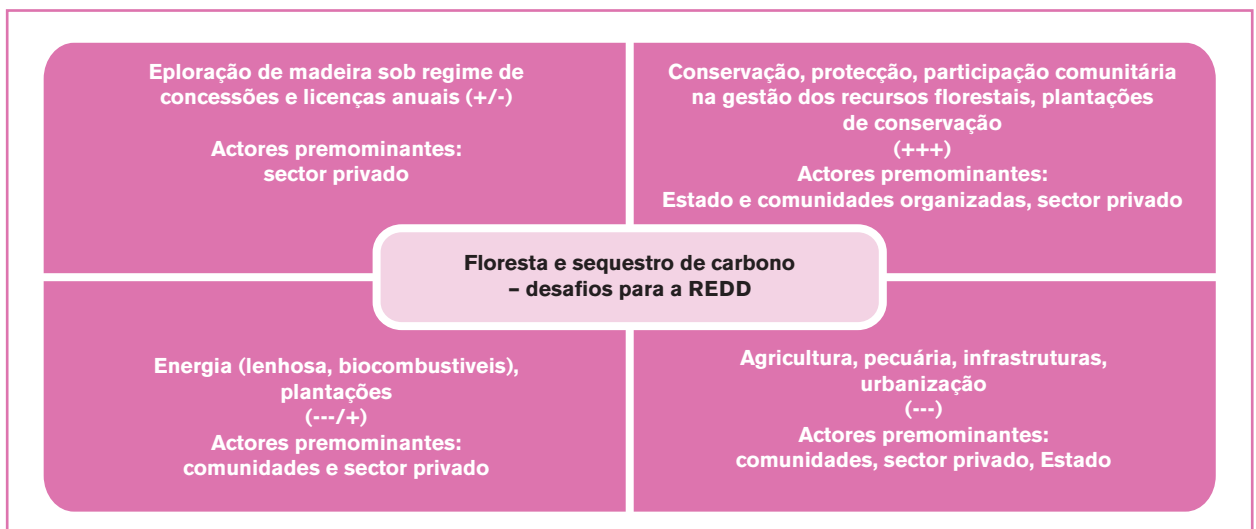 Eploração de madeira sob regime de
concessões e licenças anuais (+/-)
Actores premominantes:
sector privado
Conservação, protecção, participação comunitária
na gestão dos recursos florestais, plantações
de conservação
(+++)
Actores premominantes:
Estado e comunidades organizadas, sector privado
Floresta e sequestro de carbono
– desafios para a REDD
Energia (lenhosa, biocombustiveis),
plantações
(---/+)
Actores premominantes:
comunidades e sector privado
Agricultura, pecuária, infrastruturas,
urbanização
(---)
Actores premominantes:
comunidades, sector privado, Estado